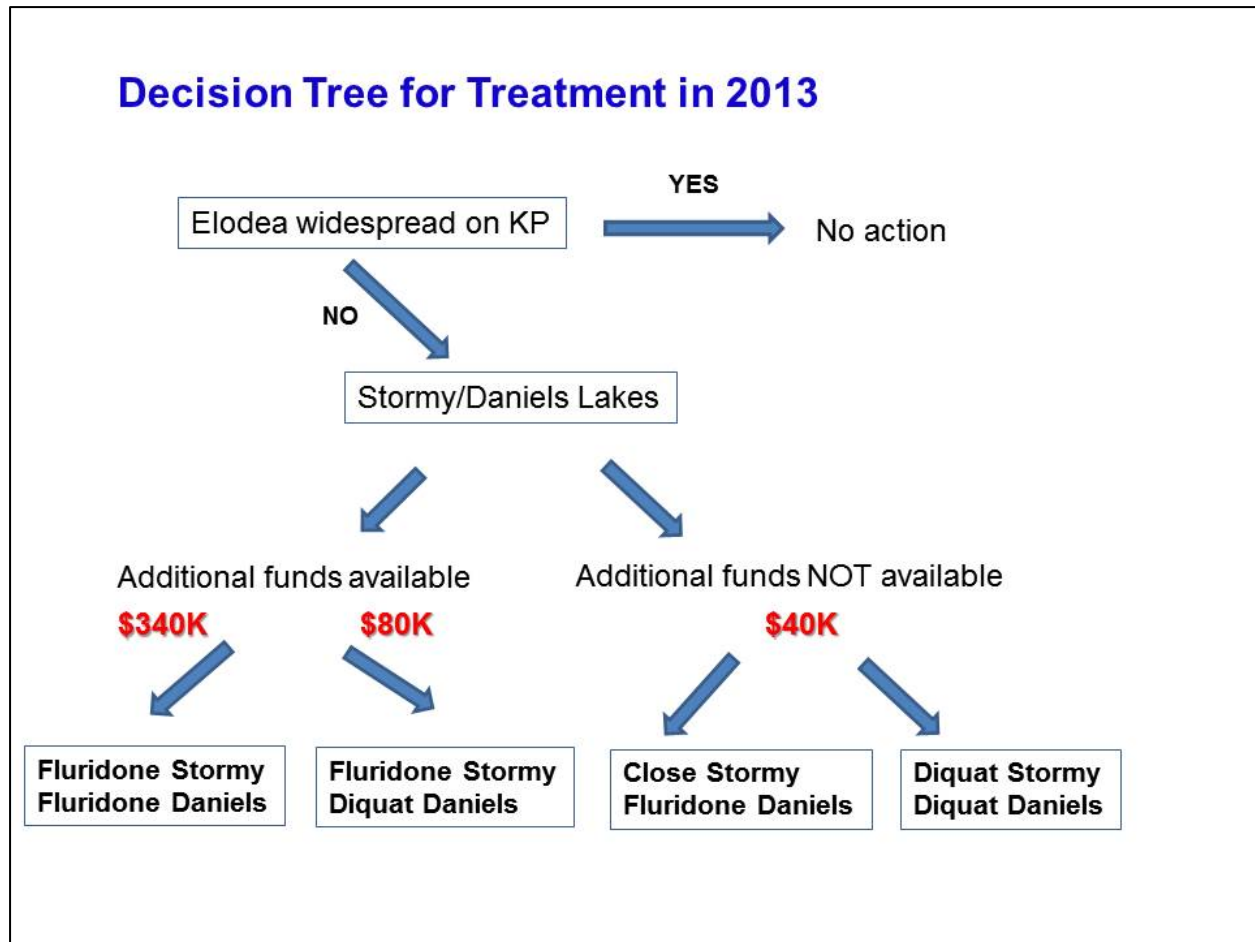 Decision Tree for Treatment in 2013
YES
Elodea widespread on KP
No action
NO
Stormy/Daniels Lakes
Additional funds available
$340K
$80K
Additional funds NOT available
$40K
Fluridone Stormy
Fluridone Daniels
Fluridone Stormy
Diquat Daniels
Close Stormy
Fluridone Daniels
Diquat Stormy
Diquat Daniels